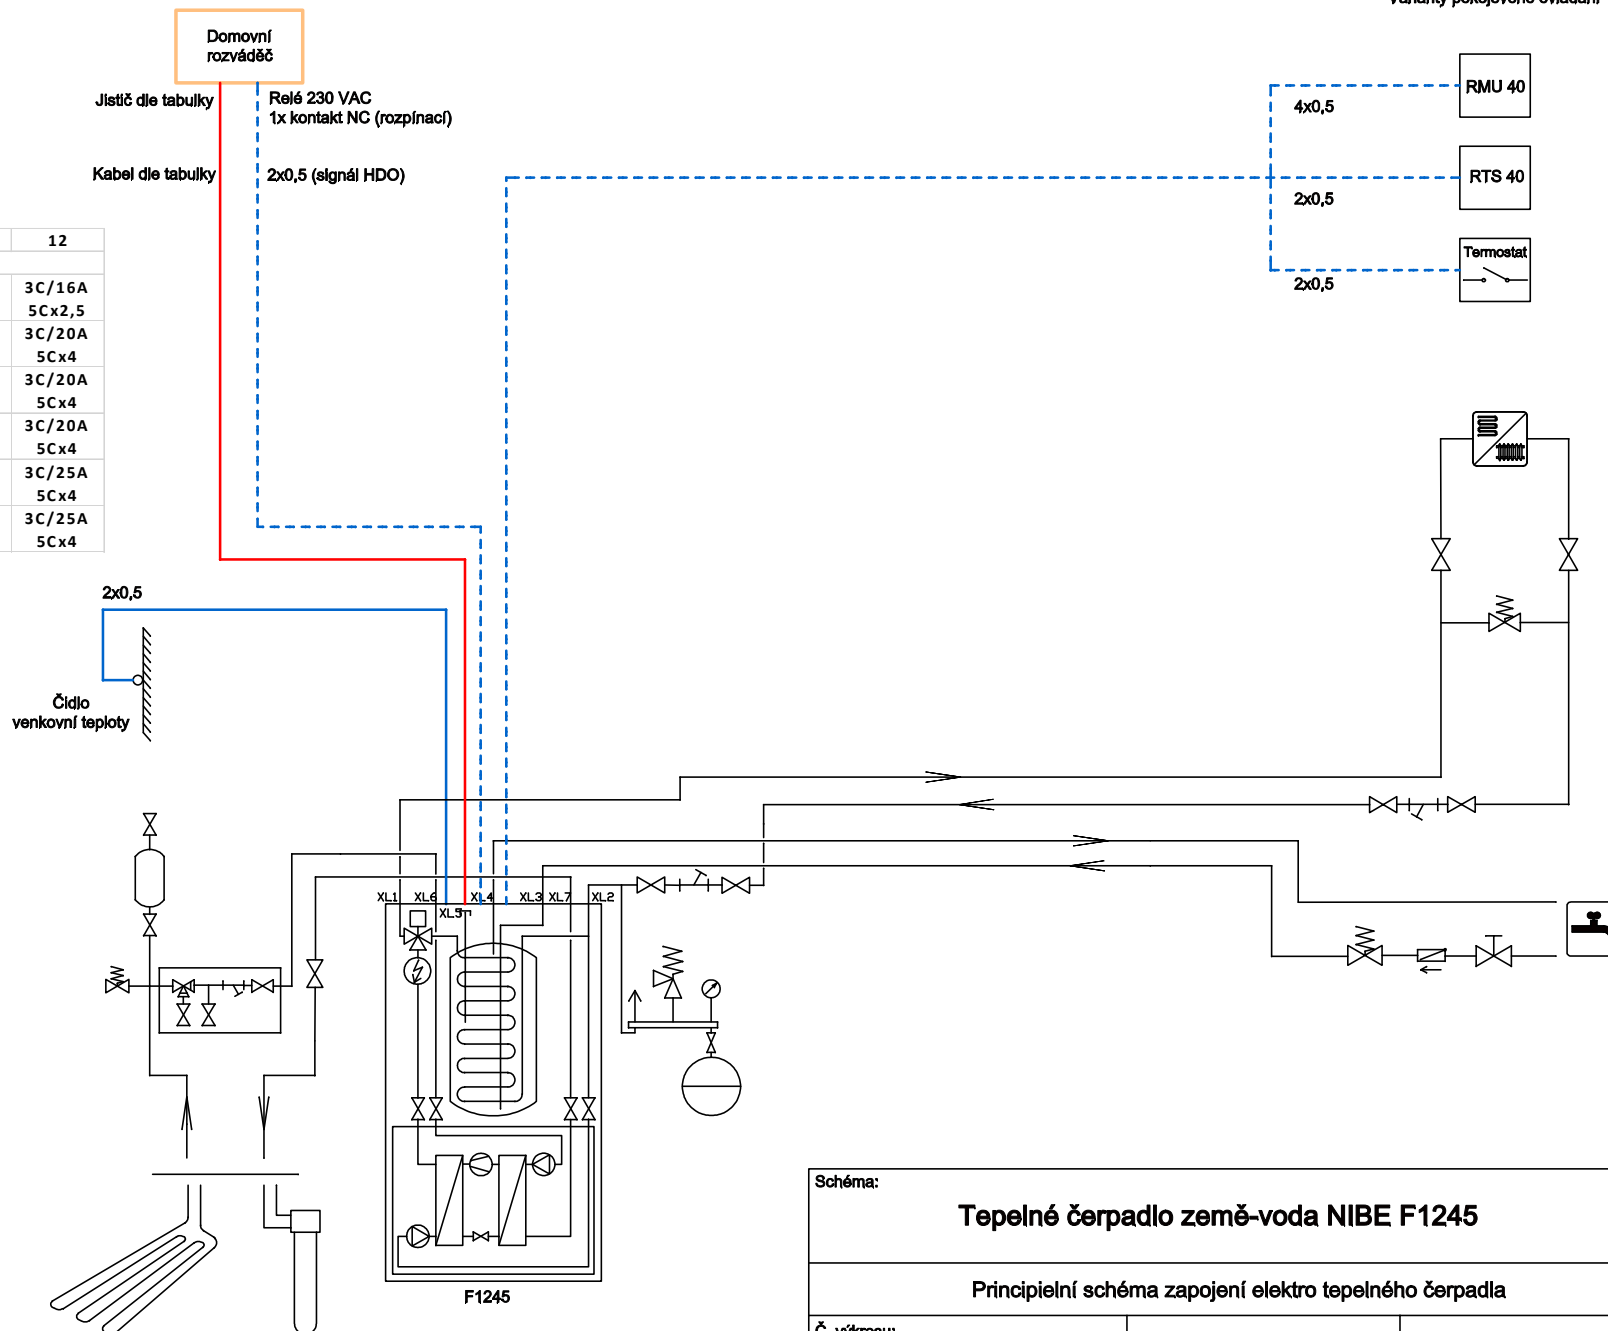 Varianty pokojového ovládání
Domovní
rozváděč
Jistič dle tabulky
Relé 230 VAC
1x kontakt NC (rozpínací)
Kabel dle tabulky
2x0,5 (signál HDO)
4x0,5
RMU 40
2x0,5
RTS 40
2x0,5
Termostat
12
3C/16A
5Cx2,5
3C/20A
5Cx4
3C/20A
5Cx4
3C/20A
5Cx4
3C/25A
5Cx4
3C/25A
5Cx4
2x0,5
Čidlo
venkovní teploty
XL1 XL6 XL5 XL4 XL3 XL7 XL2
F1245
Schéma:
Tepelné čerpadlo země-voda NIBE F1245
Principielní schéma zapojení elektro tepelného čerpadla
Č. výkresu: